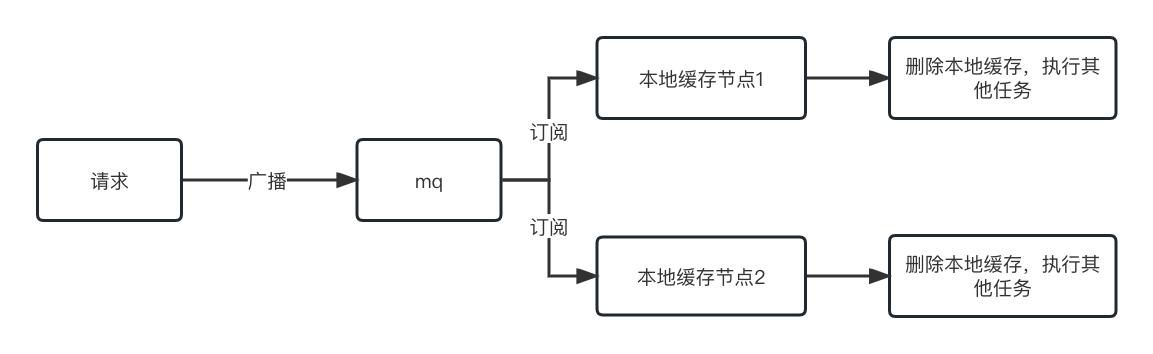 请求
广播
mq
订阅
订阅
本地缓存节点1
删除本地缓存，执行其
他任务
本地缓存节点2
删除本地缓存，执行其
他任务